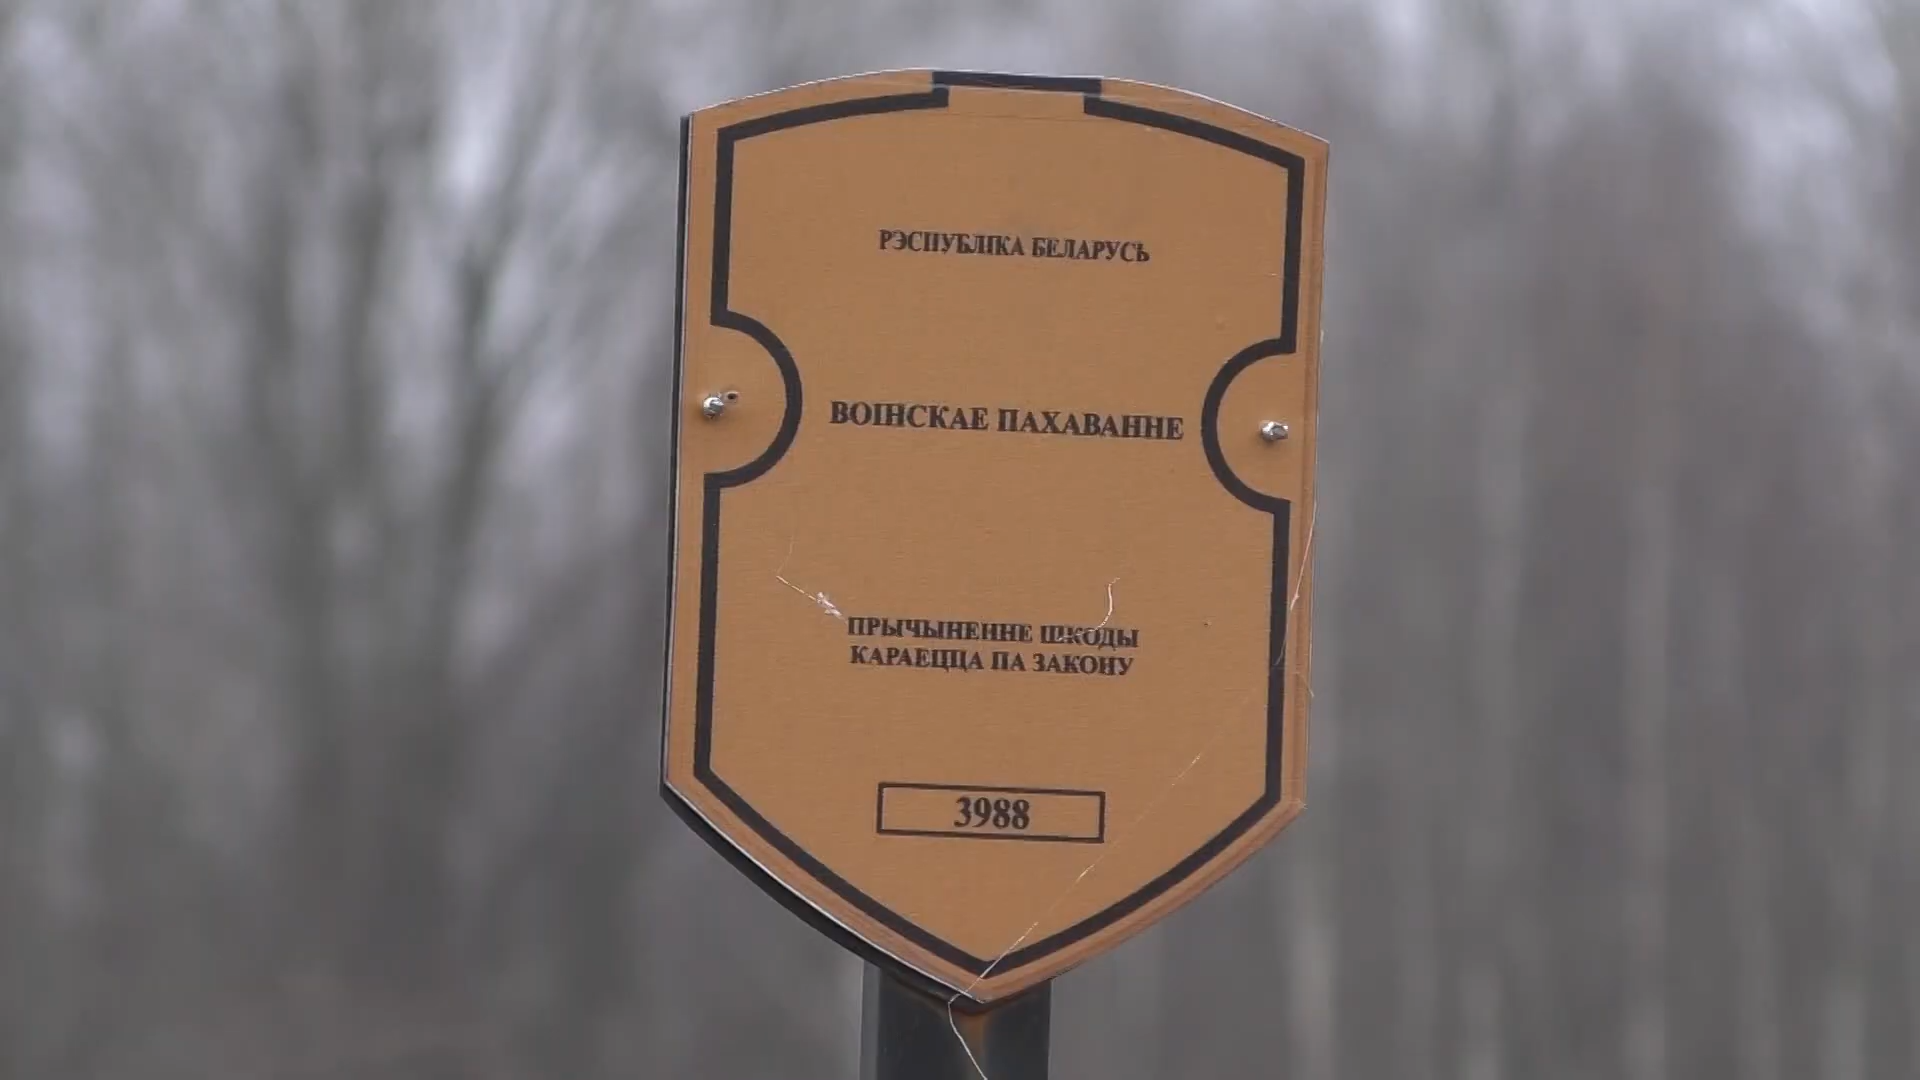 РЭСПУБЛІКА БЕЛАРУСЬ
ВОІНСКАЕ ПАХАВАННЕ
ПРЫЧЫНЕННЕ ШКОДЫ
КАРАЕЦЦА ПА ЗАКОНУ
3988